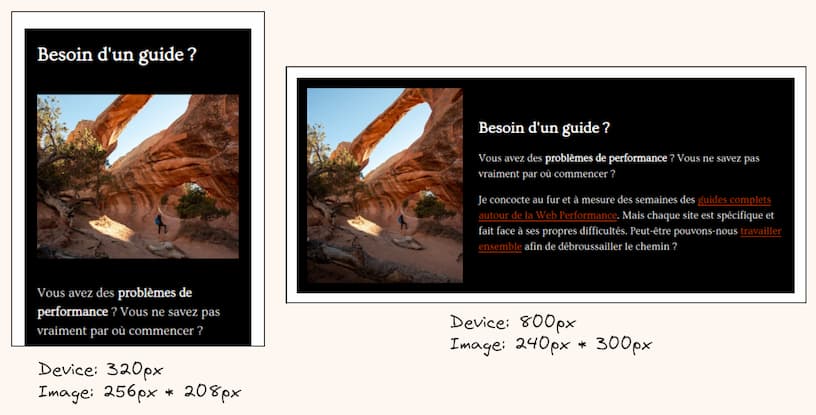 Besoin d'un guide ?
Vous avez des problèmes de
performance ? Vous ne savez pas
vraiment par où commencer ?
Device: 320px
Image: 256px * 208px
Besoin d'un guide ?
Vous avez des problèmes de performance ? Vous ne savez pas
vraiment par où commencer ?
Je concocte au fur et à mesure des semaines des guides complets
autour de la Web Performance. Mais chaque site est spécifique et
fait face à ses propres difficultés. Peut-être pouvons-nous travailler
ensemble afin de débroussailler le chemin ?
Device: 800px
Image: 240px * 300px